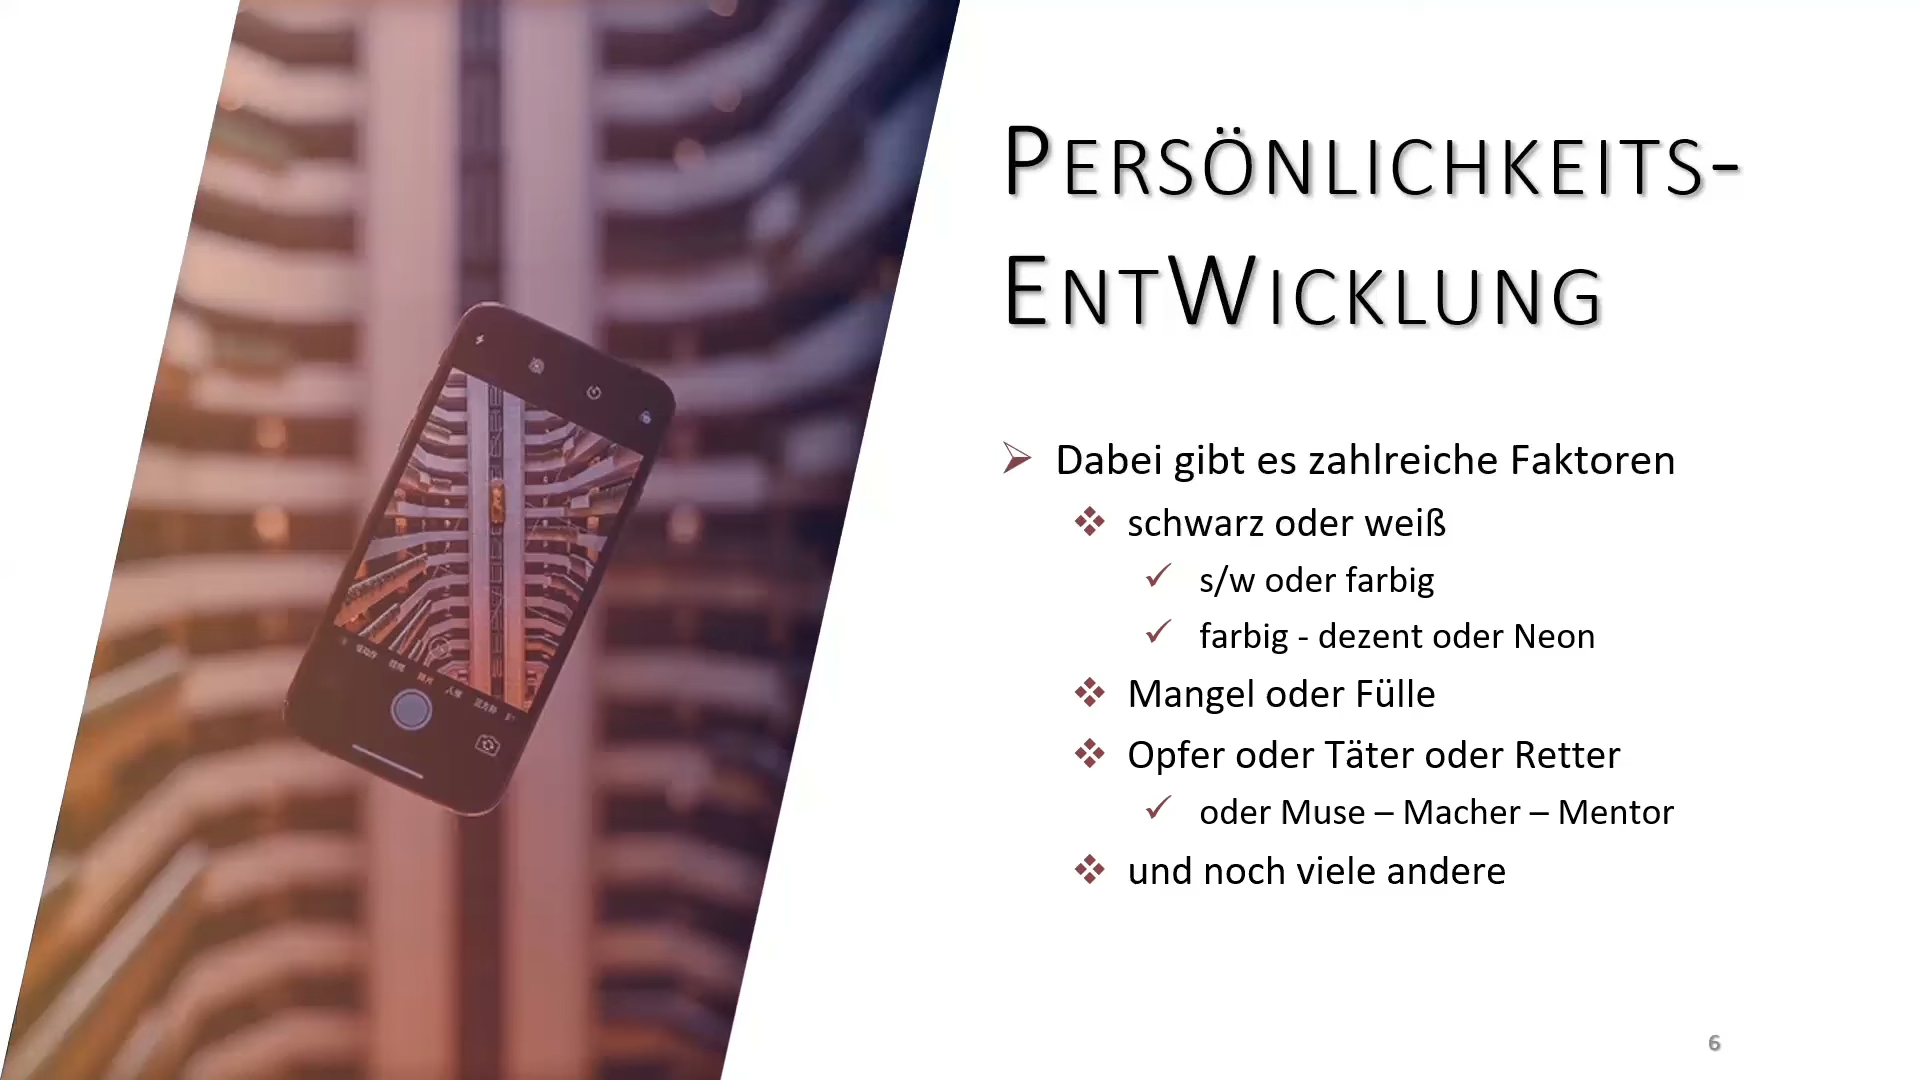 PERSÖNLICHKEITS-
ENTWICKLUNG
Dabei gibt es zahlreiche Faktoren
schwarz oder weiß
s/w oder farbig
farbig - dezent oder Neon
Mangel oder Fülle
Opfer oder Täter oder Retter
oder Muse – Macher – Mentor
und noch viele andere
6